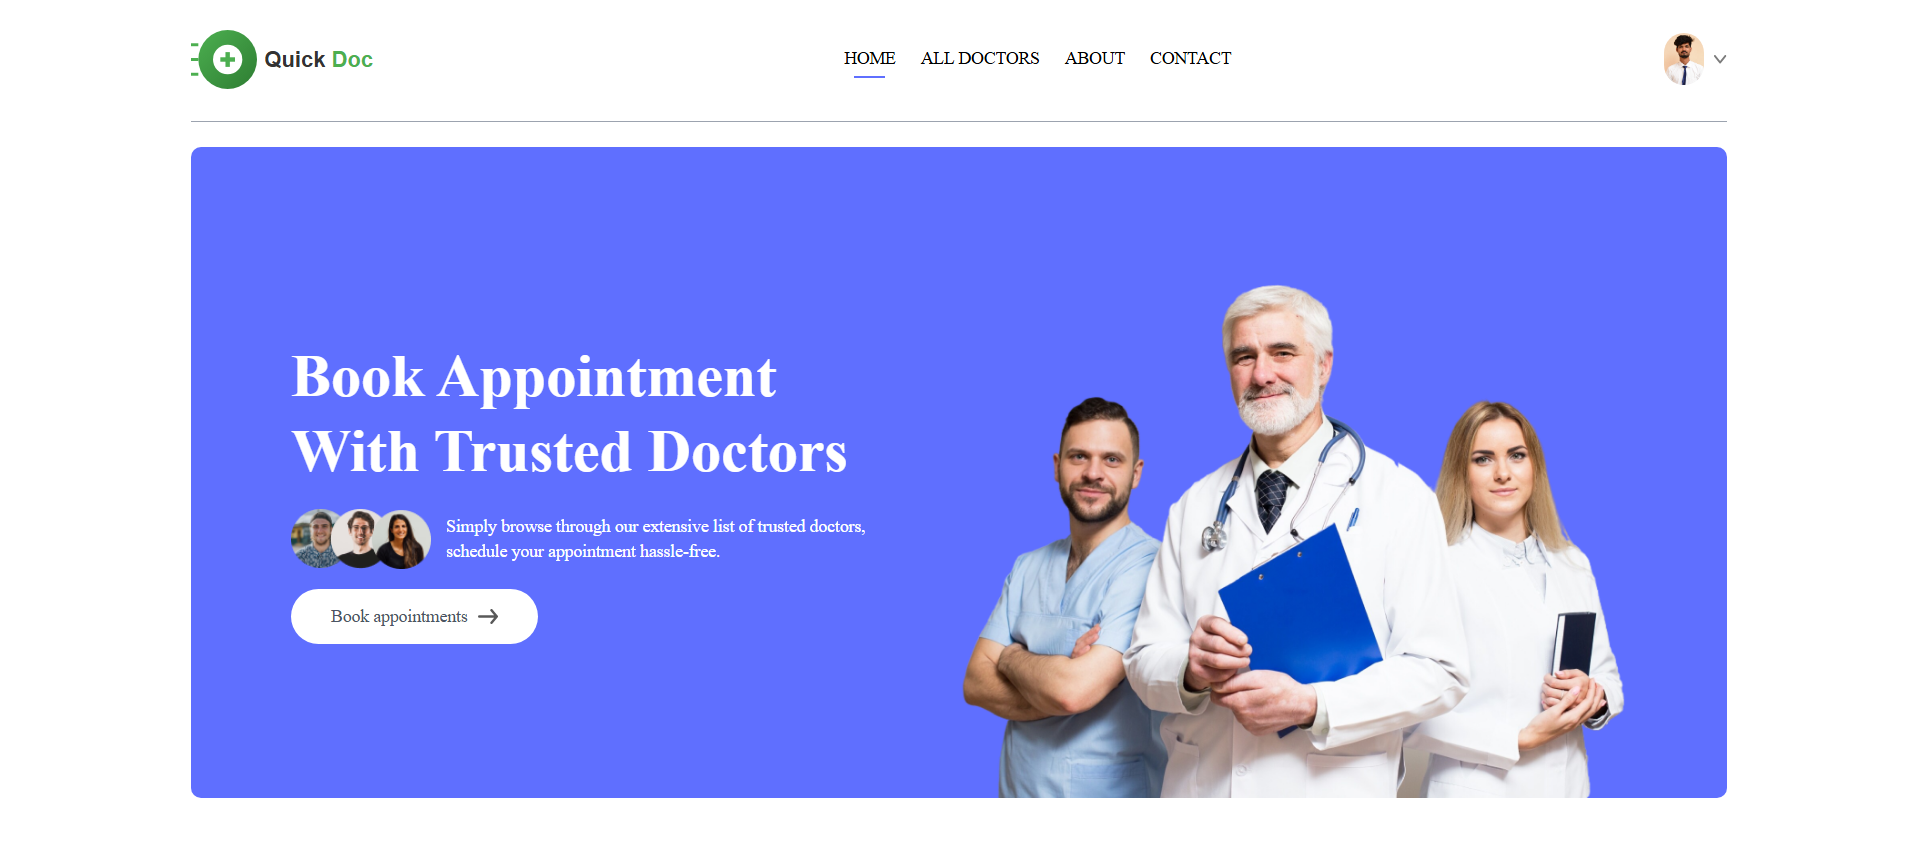 Quick Doc
HOME
ALL DOCTORS
ABOUT
CONTACT
Book Appointment
With Trusted Doctors
Simply browse through our extensive list of trusted doctors,
schedule your appointment hassle-free.
Book appointments